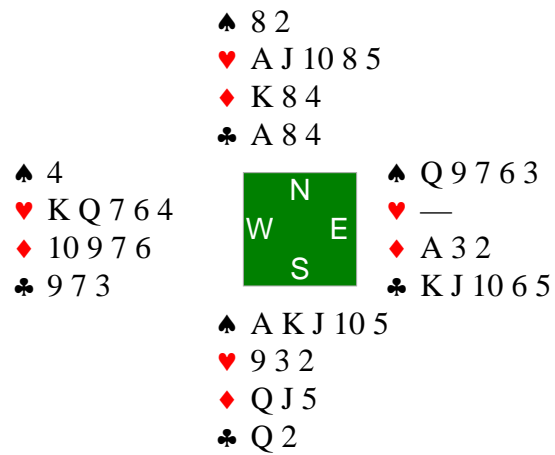 ♠ 8 2
♥ A J 10 8 5
♦ K 8 4
♣ A 8 4
♠ 4
♥ K Q 7 6 4
♦ 10 9 7 6
♣ 9 7 3
N
W E
S
♠ Q 9 7 6 3
♥ —
♦ A 3 2
♣ K J 10 6 5
♠ A K J 10 5
♥ 9 3 2
♦ Q J 5
♣ Q 2